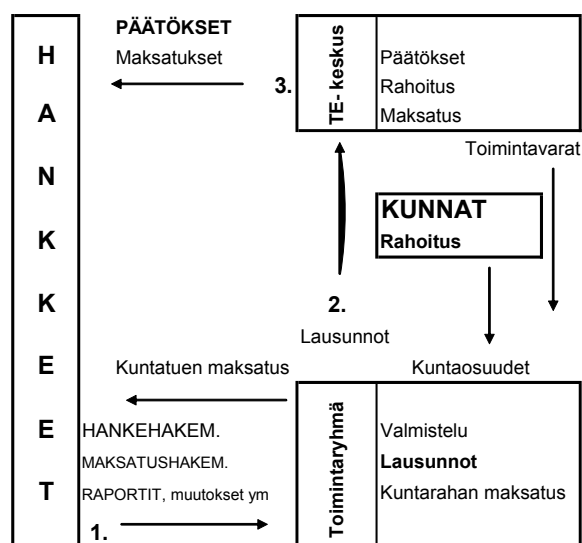 HANKKEET
PÄÄTÖKSET
Maksatukset
3.
TE- keskus
Päätökset
Rahoitus
Maksatus
Toimintavarat
KUNNAT
Rahoitus
2.
Lausunnot
Kuntatuen maksatus
Kuntaosuudet
HANKEHAKEM.
MAKSATUSHAKEM.
RAPORTIT, muutokset ym
1.
Toimintaryhmä
Valmistelu
Lausunnot
Kuntarahan maksatus